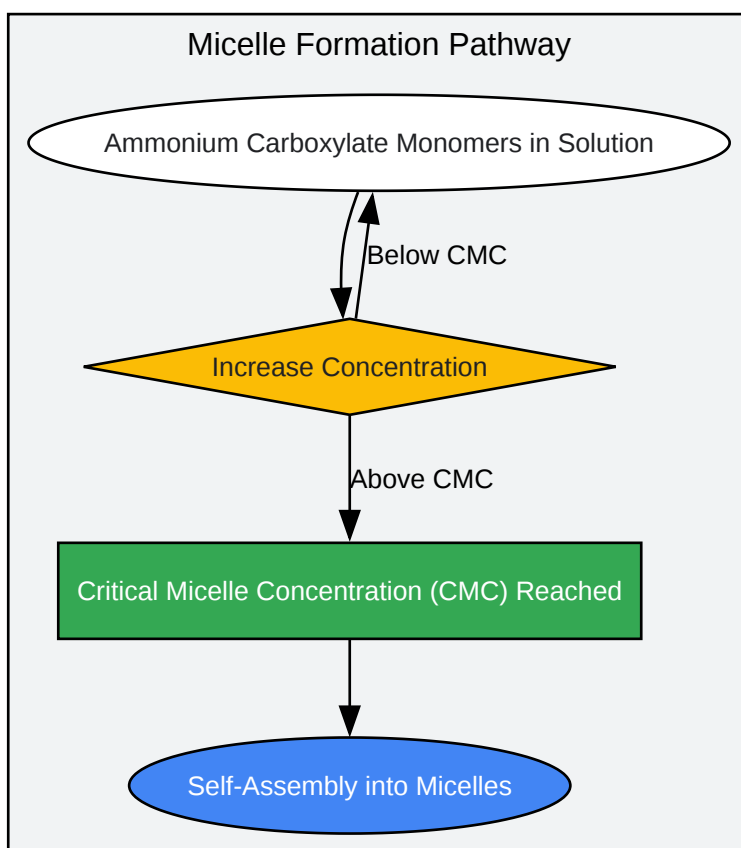 Micelle Formation Pathway
Ammonium Carboxylate Monomers in Solution
Below CMC
Increase Concentration
Above CMC
Critical Micelle Concentration (CMC) Reached
Self-Assembly into Micelles